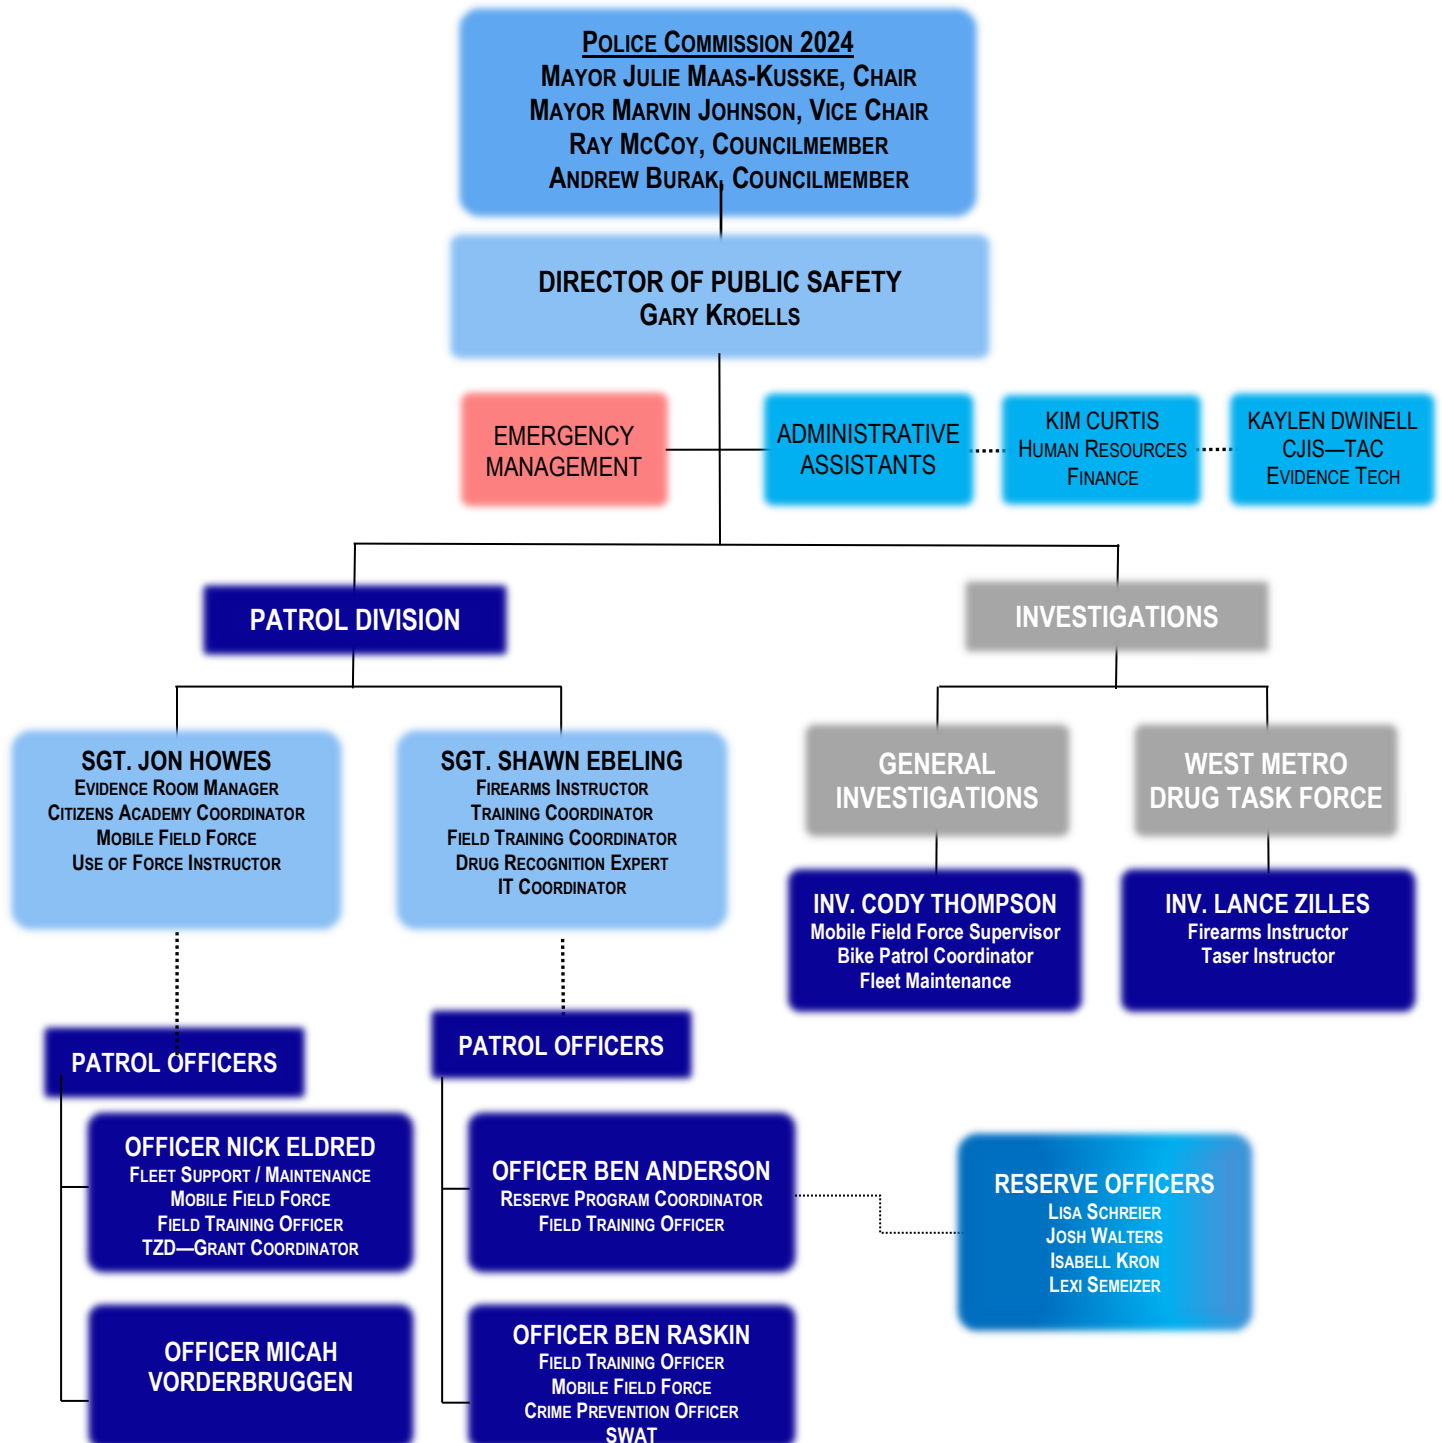 Police Commission 2024
Mayor Julie Maas-Kusske, Chair
Mayor Marvin Johnson, Vice Chair
Ray McCoy, Councilmember
Andrew Burak, Councilmember
DIRECTOR OF PUBLIC SAFETY
Gary Kroells
EMERGENCY
MANAGEMENT
ADMINISTRATIVE
ASSISTANTS
KIM CURTIS
Human Resources
Finance
KAYLEN DWINELL
CJIS—TAC
Evidence Tech
PATROL DIVISION
INVESTIGATIONS
SGT. JON HOWES
Evidence Room Manager
Citizens Academy Coordinator
Mobile Field Force
Use of Force Instructor
SGT. SHAWN EBELING
Firearms Instructor
Training Coordinator
Field Training Coordinator
Drug Recognition Expert
IT Coordinator
GENERAL
INVESTIGATIONS
WEST METRO
DRUG TASK FORCE
INV. CODY THOMPSON
Mobile Field Force Supervisor
Bike Patrol Coordinator
Fleet Maintenance
INV. LANCE ZILLES
Firearms Instructor
Taser Instructor
PATROL OFFICERS
OFFICER NICK ELDRED
Fleet Support / Maintenance
Mobile Field Force
Field Training Officer
TZD—Grant Coordinator
OFFICER MICAH
VORDERBRUGGEN
PATROL OFFICERS
OFFICER BEN ANDERSON
Reserve Program Coordinator
Field Training Officer
OFFICER BEN RASKIN
Field Training Officer
Mobile Field Force
Crime Prevention Officer
SWAT
RESERVE OFFICERS
Lisa Schreier
Josh Walters
Isabell Kron
Lexi Semeizer